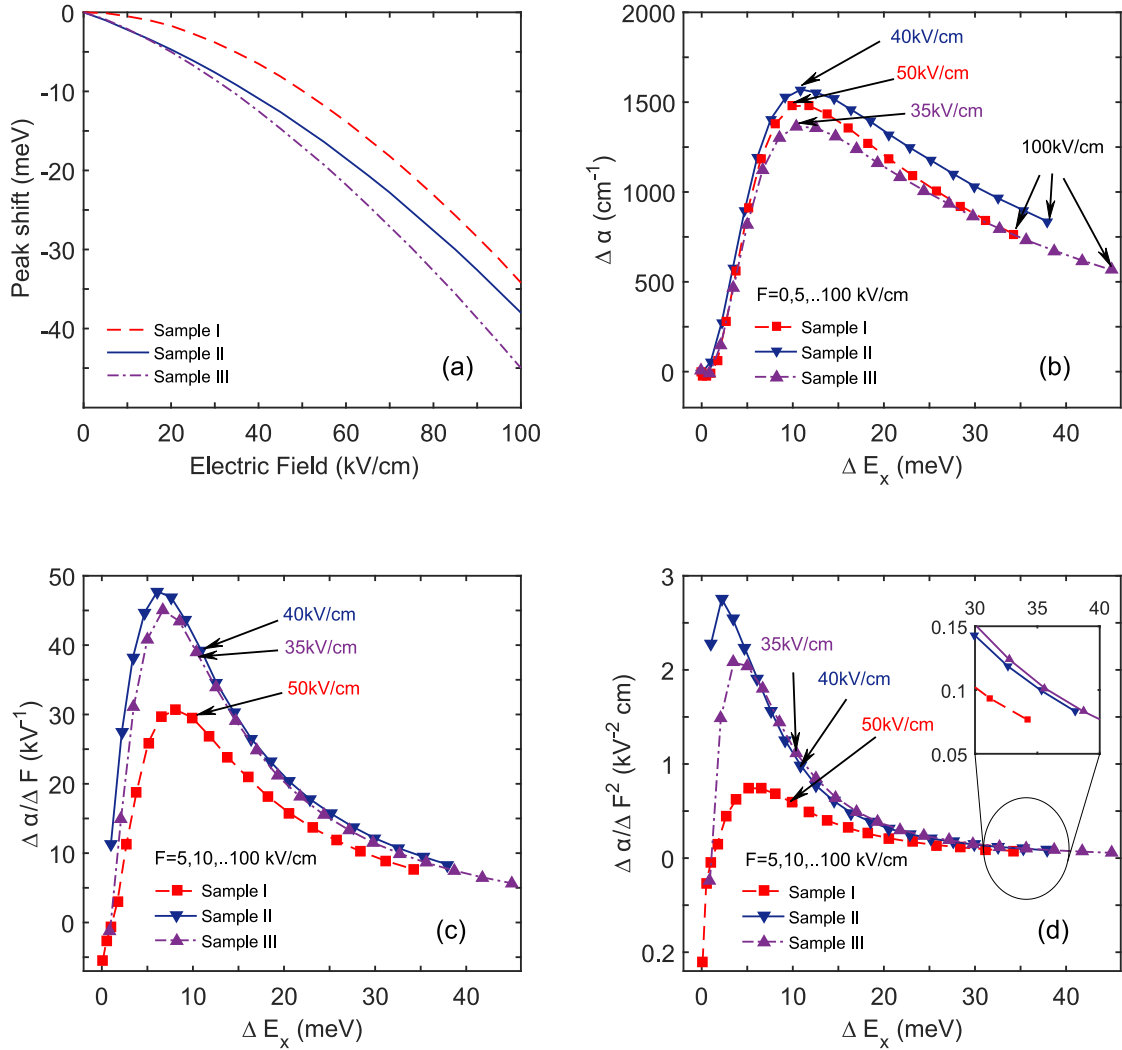 0
-10
-20
-30
-40
Peak shift (meV)
Sample I
Sample II
Sample III
(a)
0 20 40 60 80 100
Electric Field (kV/cm)
2000
1500
1000
500
0
Δ α (cm⁻¹)
40kV/cm
50kV/cm
35kV/cm
100kV/cm
F=0,5,..100 kV/cm
Sample I
Sample II
Sample III
(b)
0 10 20 30 40
Δ Eₓ (meV)
50
40
30
20
10
0
Δ α/Δ F (kV⁻¹)
40kV/cm
35kV/cm
50kV/cm
F=5,10,..100 kV/cm
Sample I
Sample II
Sample III
(c)
0 10 20 30 40
Δ Eₓ (meV)
3
2
1
0
0.2
Δ α/Δ F² (kV⁻² cm)
35kV/cm
40kV/cm
50kV/cm
30 35 40
0.15
0.1
0.05
F=5,10,..100 kV/cm
Sample I
Sample II
Sample III
(d)
0 10 20 30 40
Δ Eₓ (meV)